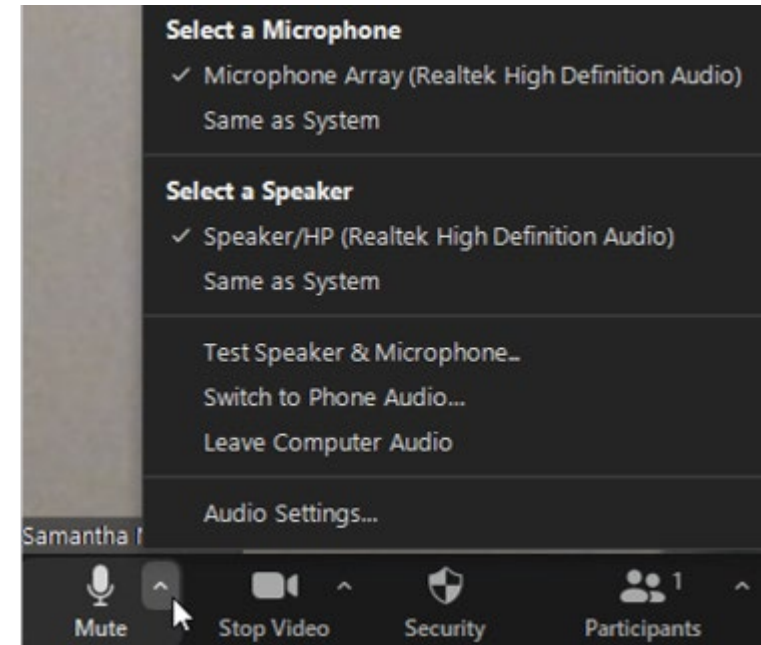 Select a Microphone
✓ Microphone Array (Realtek High Definition Audio)
Same as System
Select a Speaker
✓ Speaker/HP (Realtek High Definition Audio)
Same as System
Test Speaker & Microphone...
Switch to Phone Audio...
Leave Computer Audio
Audio Settings...
Samantha
Mute
Stop Video
Security
1
Participants